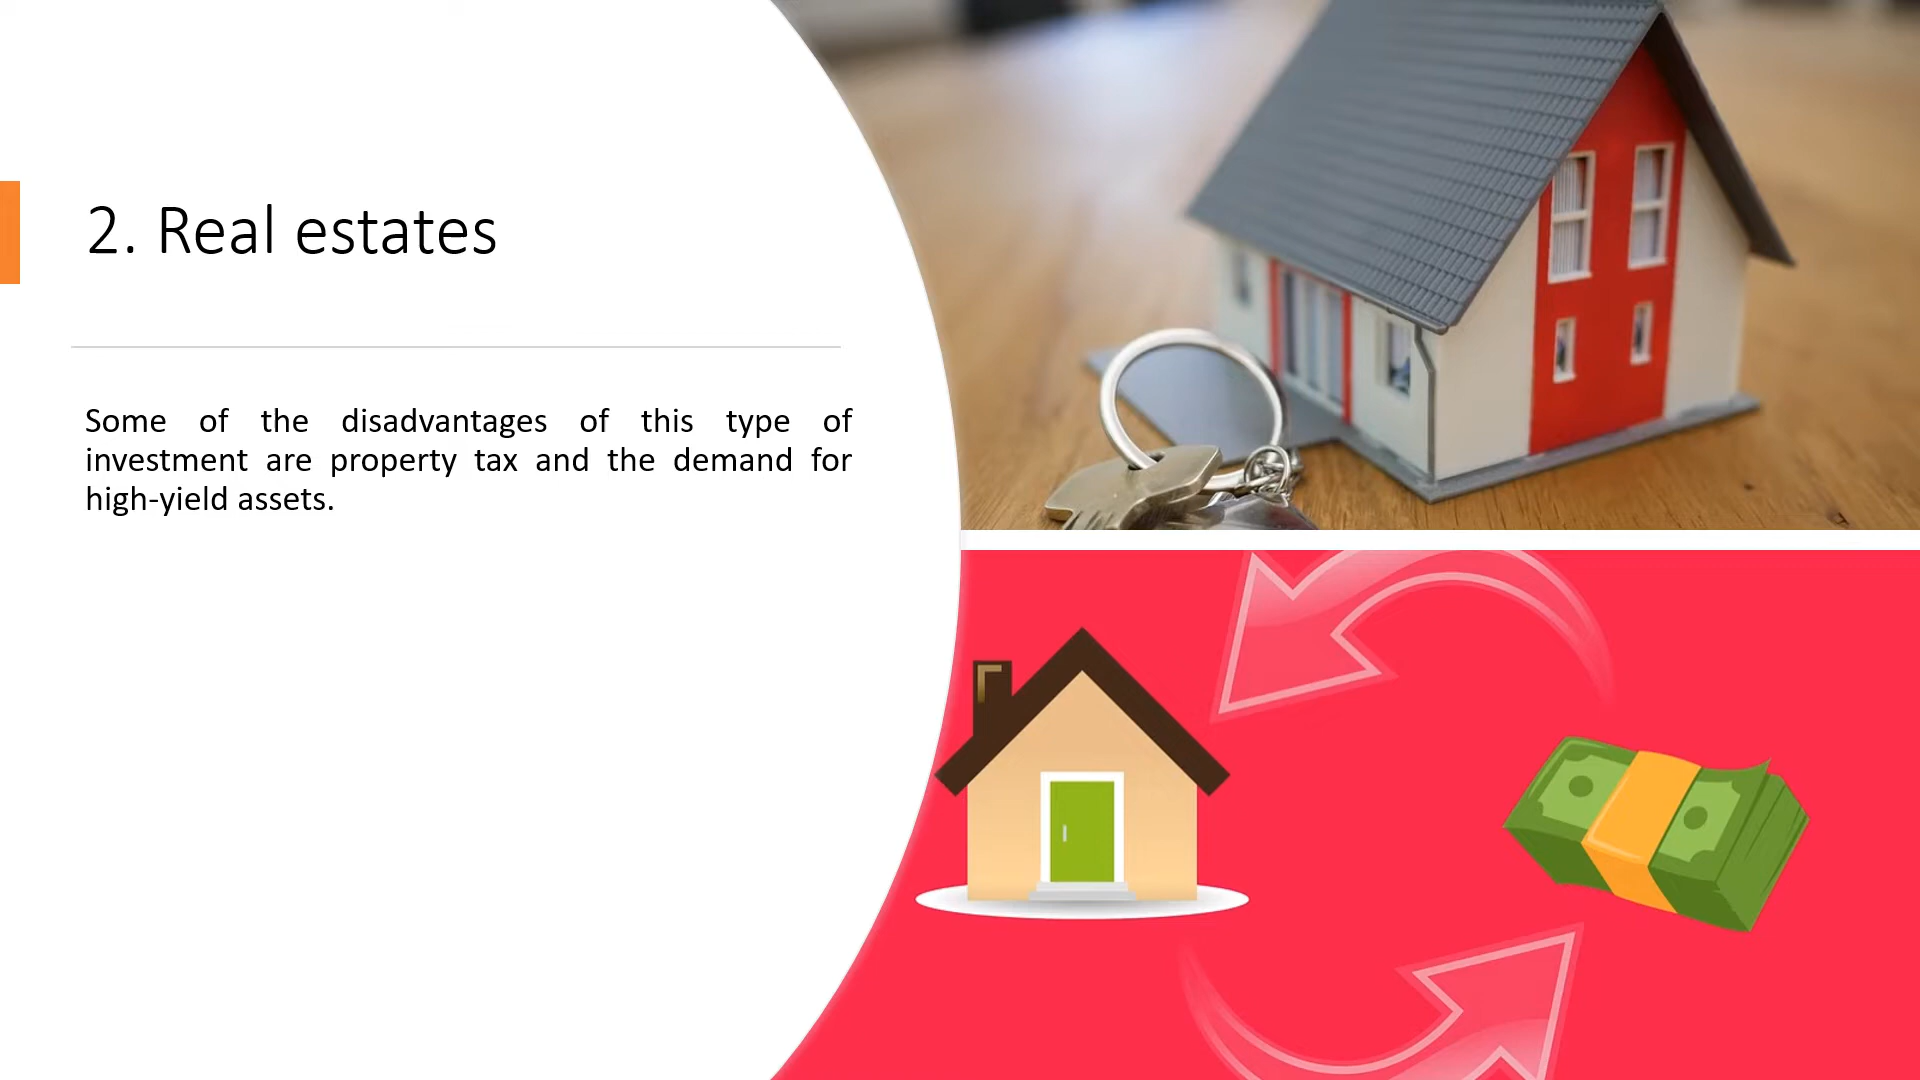 2. Real estates
Some of the disadvantages of this type of
investment are property tax and the demand for
high-yield assets.